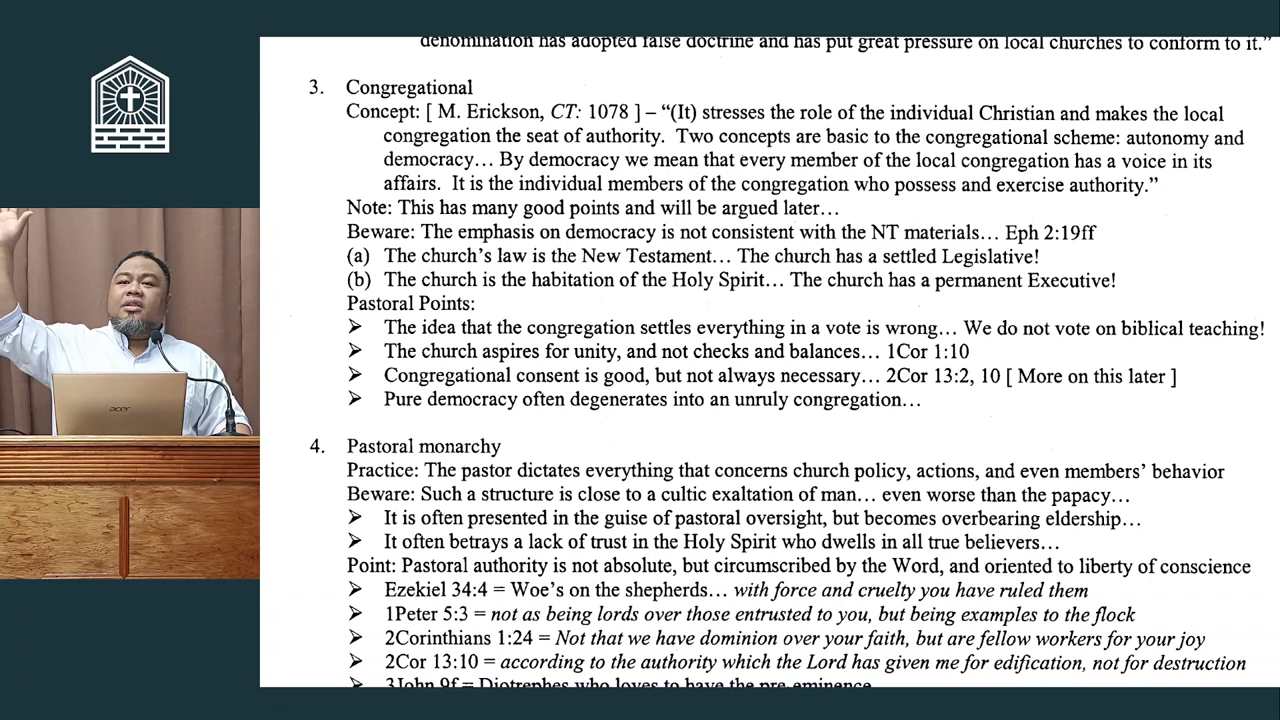 denomination has adopted false doctrine and has put great pressure on local churches to conform to it.”
3. Congregational
Concept: [ M. Erickson, CT: 1078 ] – “(It) stresses the role of the individual Christian and makes the local
congregation the seat of authority. Two concepts are basic to the congregational scheme: autonomy and
democracy… By democracy we mean that every member of the local congregation has a voice in its
affairs. It is the individual members of the congregation who possess and exercise authority.”
Note: This has many good points and will be argued later…
Beware: The emphasis on democracy is not consistent with the NT materials… Eph 2:19ff
(a) The church’s law is the New Testament… The church has a settled Legislative!
(b) The church is the habitation of the Holy Spirit… The church has a permanent Executive!
Pastoral Points:
➢ The idea that the congregation settles everything in a vote is wrong… We do not vote on biblical teaching!
➢ The church aspires for unity, and not checks and balances… 1Cor 1:10
➢ Congregational consent is good, but not always necessary… 2Cor 13:2, 10 [ More on this later ]
➢ Pure democracy often degenerates into an unruly congregation…
4. Pastoral monarchy
Practice: The pastor dictates everything that concerns church policy, actions, and even members’ behavior
Beware: Such a structure is close to a cultic exaltation of man… even worse than the papacy…
➢ It is often presented in the guise of pastoral oversight, but becomes overbearing eldership…
➢ It often betrays a lack of trust in the Holy Spirit who dwells in all true believers…
Point: Pastoral authority is not absolute, but circumscribed by the Word, and oriented to liberty of conscience
➢ Ezekiel 34:4 = Woe’s on the shepherds… with force and cruelty you have ruled them
➢ 1Peter 5:3 = not as being lords over those entrusted to you, but being examples to the flock
➢ 2Corinthians 1:24 = Not that we have dominion over your faith, but are fellow workers for your joy
➢ 2Cor 13:10 = according to the authority which the Lord has given me for edification, not for destruction
➢ 3John 9f = Diotrephes who loves to have the pre-eminence
acer